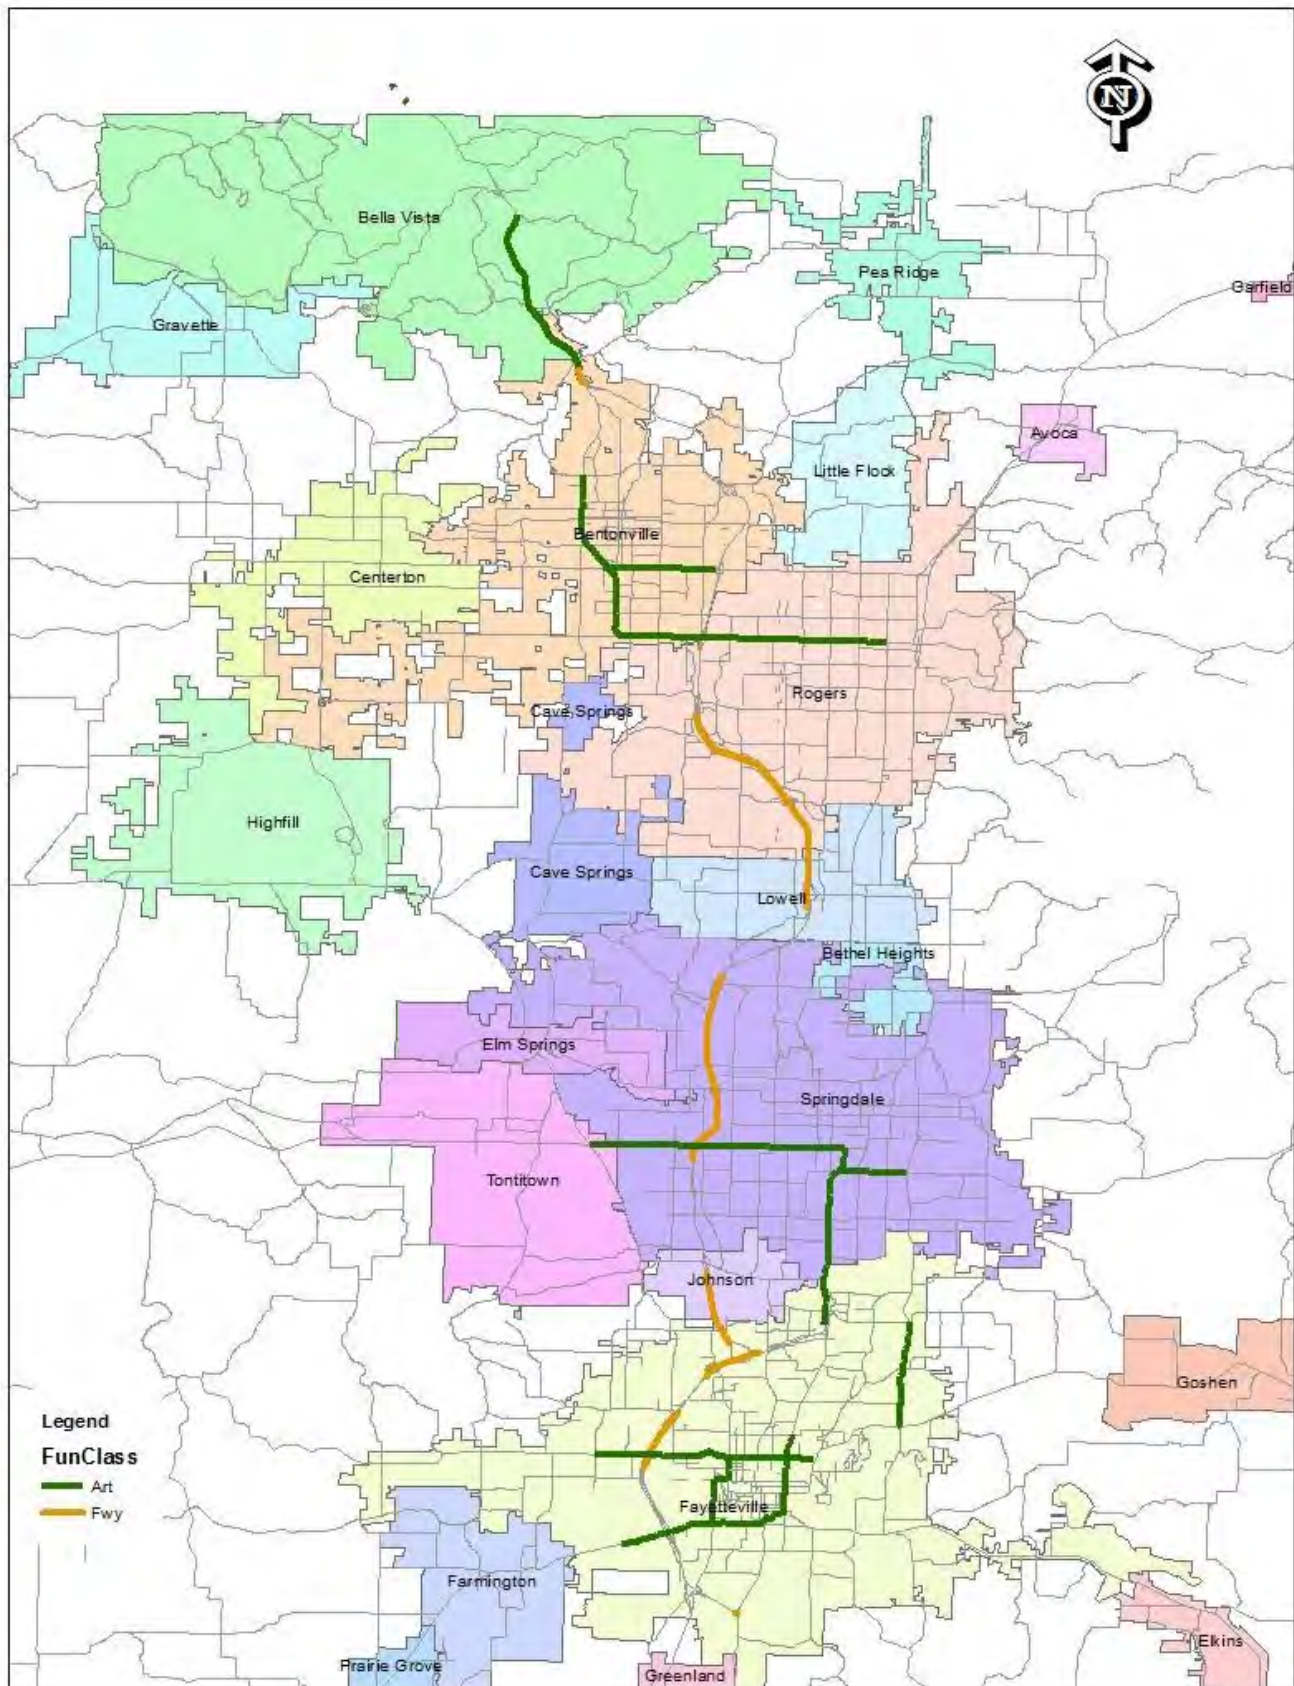 N
Bella Vista
Pea Ridge
Garfield
Gravette
Avoca
Little Flock
Bentonville
Centerton
Rogers
Cave Springs
Highfill
Cave Springs
Lowell
Bethel Heights
Elm Springs
Springdale
Tontitown
Johnson
Goshen
Legend
FunClass
Art
Fwy
Fayetteville
Farmington
Elkins
Prairie Grove
Greenland